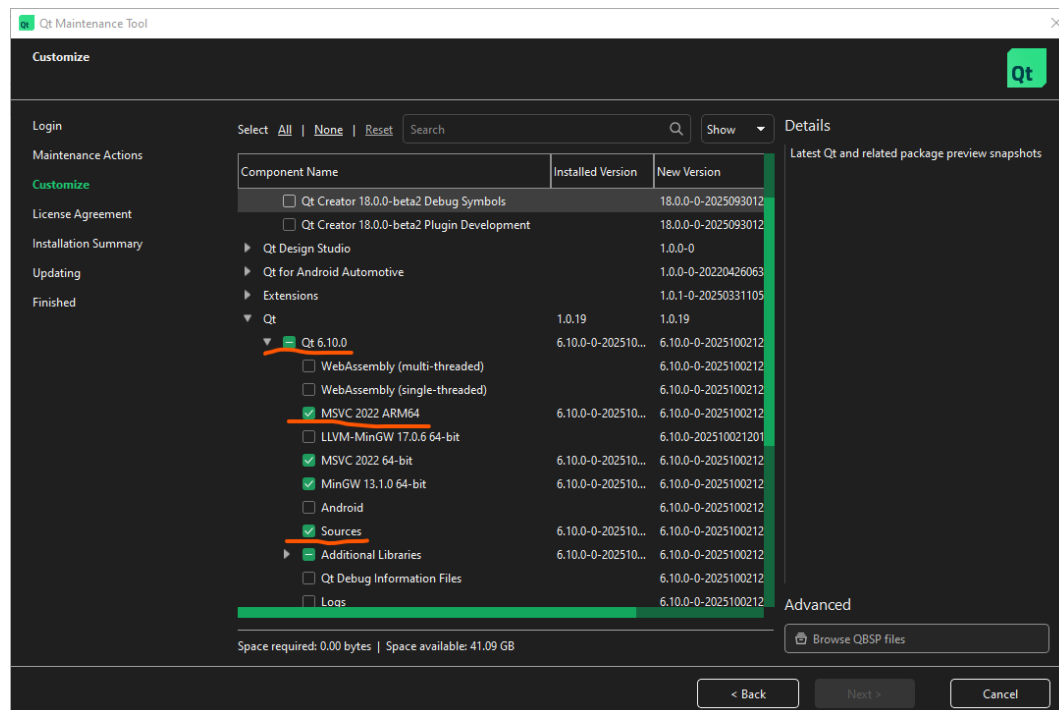 Qt Qt Maintenance Tool
Customize
Qt
Login
Maintenance Actions
Customize
License Agreement
Installation Summary
Updating
Finished
Select All | None | Reset Search Show
Component Name Installed Version New Version
Qt Creator 18.0.0-beta2 Debug Symbols 18.0.0-0-2025093012
Qt Creator 18.0.0-beta2 Plugin Development 18.0.0-0-2025093012
Qt Design Studio 1.0.0-0
Qt for Android Automotive 1.0.0-0-20220426063
Extensions 1.0.1-0-20250331105
Qt 1.0.19 1.0.19
Qt 6.10.0 6.10.0-0-202510... 6.10.0-0-2025100212
WebAssembly (multi-threaded) 6.10.0-0-2025100212
WebAssembly (single-threaded) 6.10.0-0-2025100212
MSVC 2022 ARM64 6.10.0-0-202510... 6.10.0-0-2025100212
LLVM-MinGW 17.0.6 64-bit 6.10.0-202510021201
MSVC 2022 64-bit 6.10.0-0-202510... 6.10.0-0-2025100212
MinGW 13.1.0 64-bit 6.10.0-0-202510... 6.10.0-0-2025100212
Android 6.10.0-0-2025100212
Sources 6.10.0-0-202510... 6.10.0-0-2025100212
Additional Libraries 6.10.0-0-202510... 6.10.0-0-2025100212
Qt Debug Information Files 6.10.0-0-2025100212
Logs 6.10.0-0-2025100212
Space required: 0.00 bytes | Space available: 41.09 GB
Details
Latest Qt and related package preview snapshots
Advanced
Browse QBSP files
< Back Next > Cancel